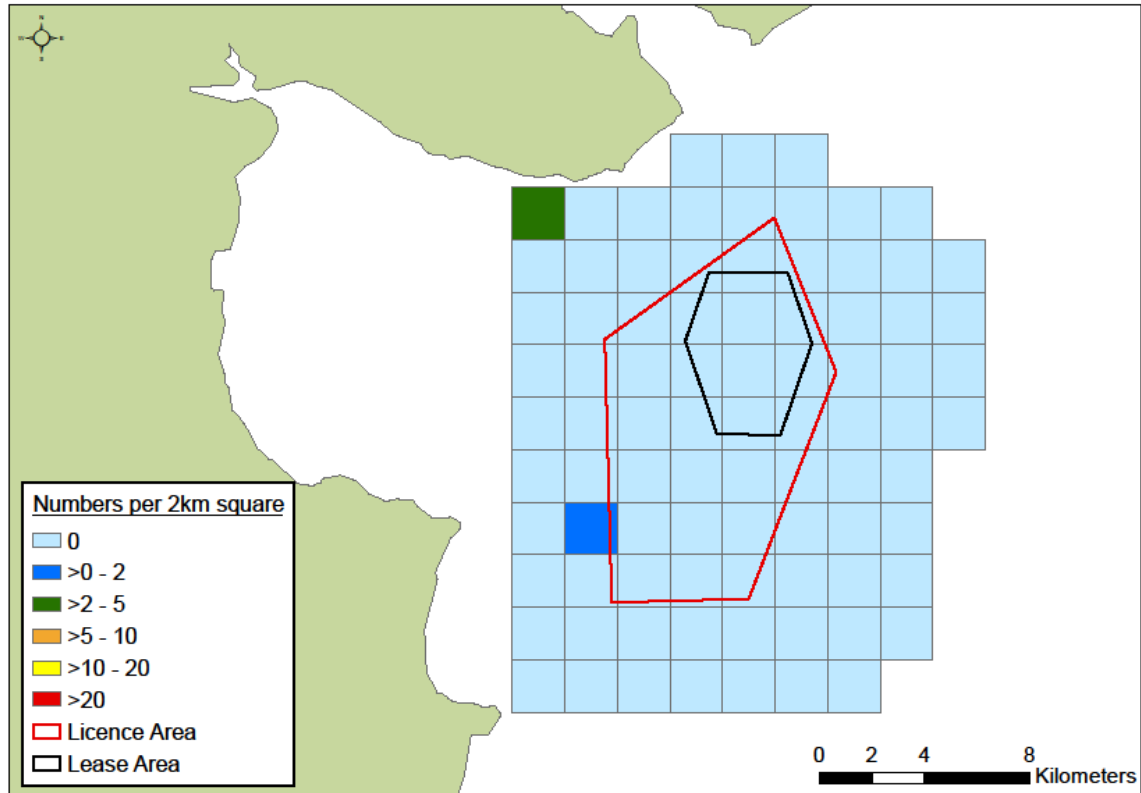 N
E
S
Numbers per 2km square
0
>0 - 2
>2 - 5
>5 - 10
>10 - 20
>20
Licence Area
Lease Area
0 2 4 8
Kilometers